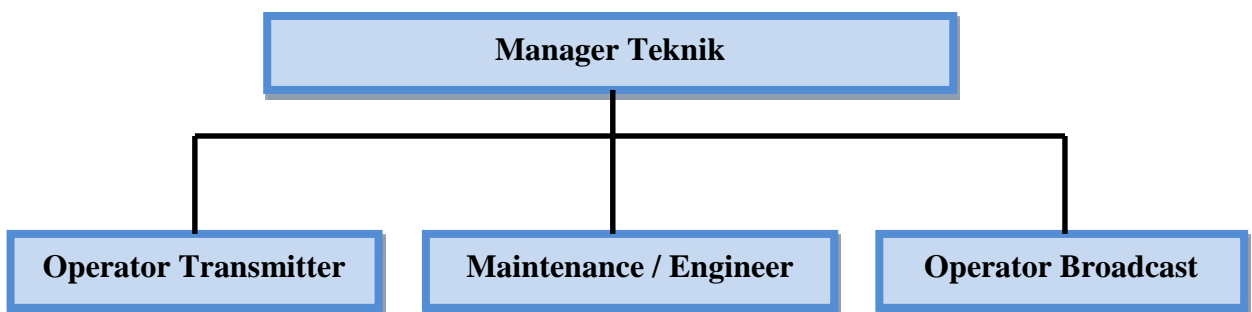 Manager Teknik
Operator Transmitter
Maintenance / Engineer
Operator Broadcast